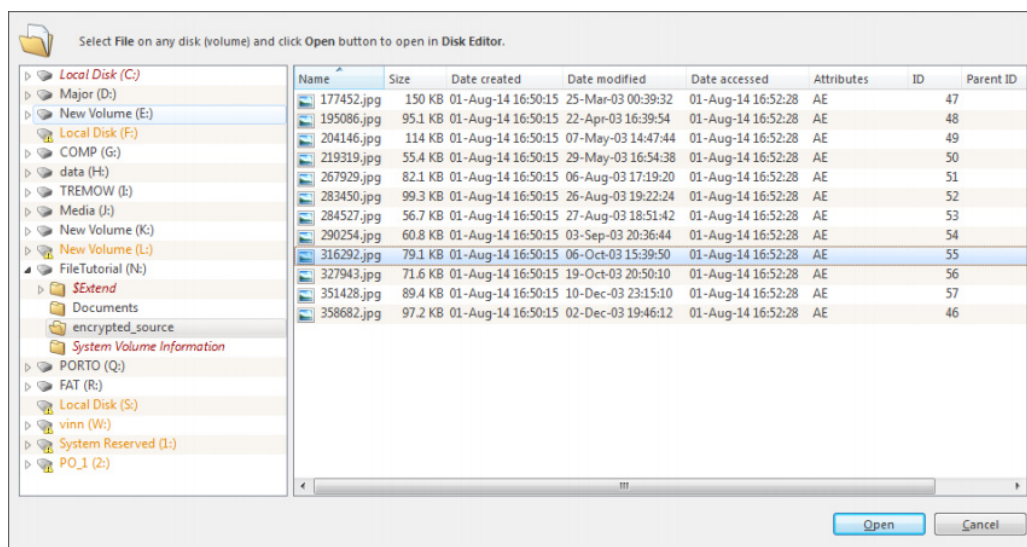 Select File on any disk (volume) and click Open button to open in Disk Editor.
Local Disk (C:)
Major (D:)
New Volume (E:)
Local Disk (F:)
COMP (G:)
data (H:)
TREMOW (I:)
Media (J:)
New Volume (K:)
New Volume (L:)
FileTutorial (N:)
$Extend
Documents
encrypted_source
System Volume Information
PORTO (Q:)
FAT (R:)
Local Disk (S:)
vinn (W:)
System Reserved (1:)
PO_1 (2:)
Name Size Date created Date modified Date accessed Attributes ID Parent ID
177452.jpg 150 KB 01-Aug-14 16:50:15 25-Mar-03 00:39:32 01-Aug-14 16:52:28 AE 47
195086.jpg 95.1 KB 01-Aug-14 16:50:15 22-Apr-03 16:39:54 01-Aug-14 16:52:28 AE 48
204146.jpg 114 KB 01-Aug-14 16:50:15 07-May-03 14:47:44 01-Aug-14 16:52:28 AE 49
219319.jpg 55.4 KB 01-Aug-14 16:50:15 29-May-03 16:54:38 01-Aug-14 16:52:28 AE 50
267929.jpg 82.1 KB 01-Aug-14 16:50:15 06-Aug-03 17:19:20 01-Aug-14 16:52:28 AE 51
283450.jpg 99.3 KB 01-Aug-14 16:50:15 26-Aug-03 19:22:24 01-Aug-14 16:52:28 AE 52
284527.jpg 56.7 KB 01-Aug-14 16:50:15 27-Aug-03 18:51:42 01-Aug-14 16:52:28 AE 53
290254.jpg 60.8 KB 01-Aug-14 16:50:15 03-Sep-03 20:36:44 01-Aug-14 16:52:28 AE 54
316292.jpg 79.1 KB 01-Aug-14 16:50:15 06-Oct-03 15:39:50 01-Aug-14 16:52:28 AE 55
327943.jpg 71.6 KB 01-Aug-14 16:50:15 19-Oct-03 20:50:10 01-Aug-14 16:52:28 AE 56
351428.jpg 89.4 KB 01-Aug-14 16:50:15 10-Dec-03 23:15:10 01-Aug-14 16:52:28 AE 57
358682.jpg 97.2 KB 01-Aug-14 16:50:15 02-Dec-03 19:46:12 01-Aug-14 16:52:28 AE 46
Open Cancel